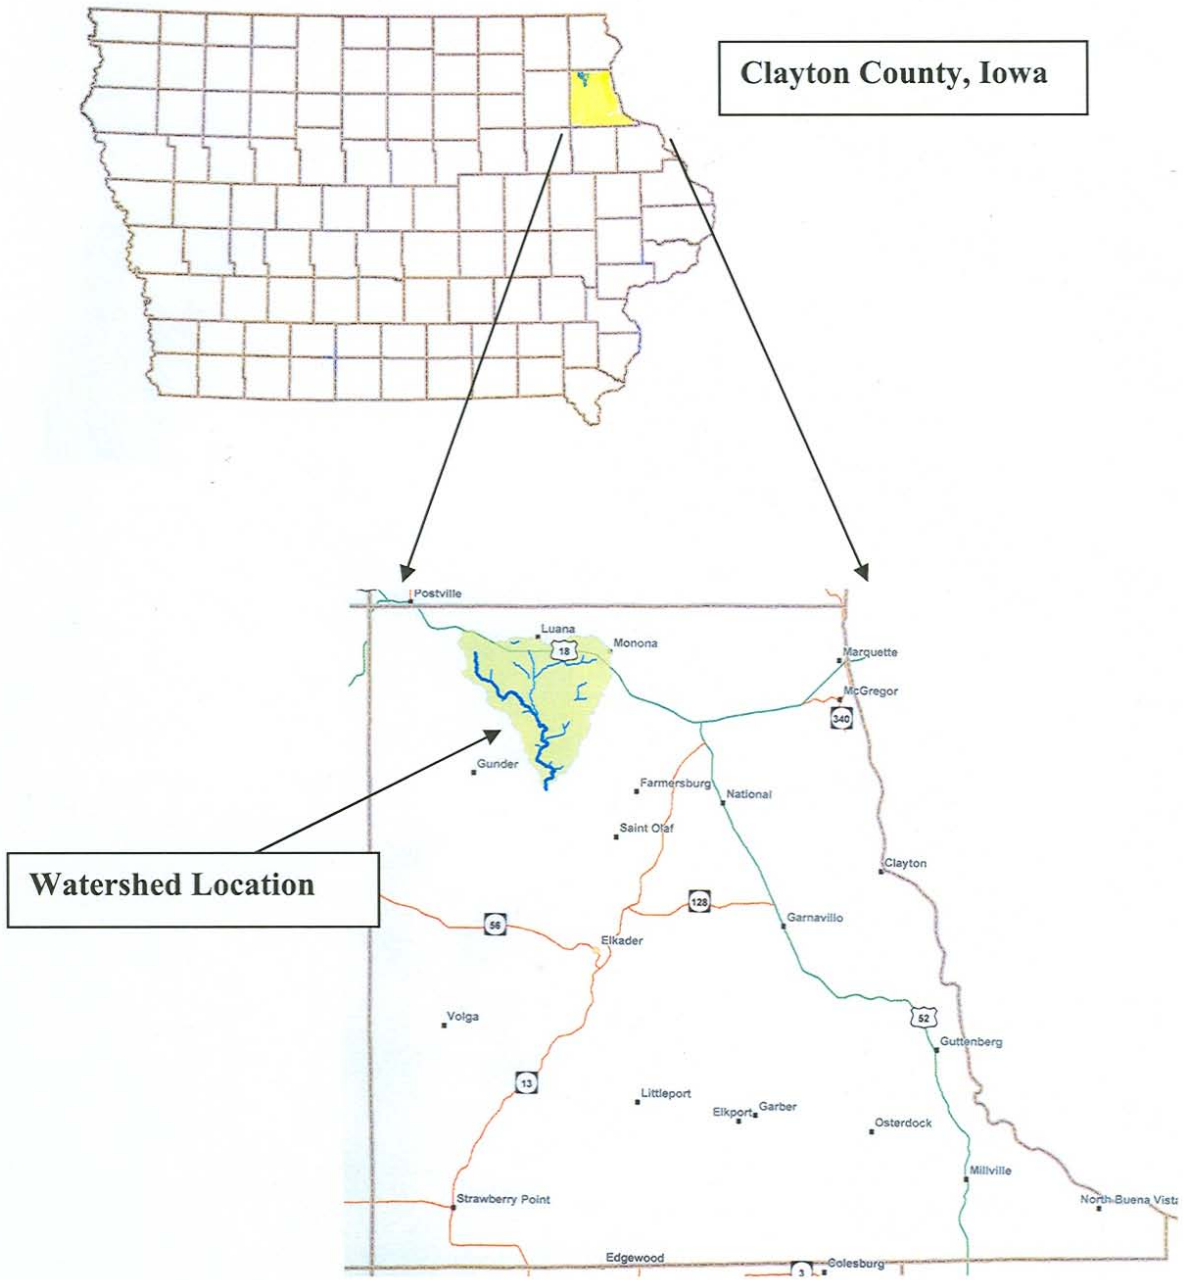 Clayton County, Iowa
Postville
Luana
18
Monona
Marquette
McGregor
340
Gunder
Farmersburg
National
Saint Olaf
Clayton
Watershed Location
128
56
Garnavillo
Elkader
Volga
52
Guttenberg
13
Littleport
Elkport
Garber
Osterdock
Millville
Strawberry Point
North Buena Vista
Edgewood
3
Colesburg